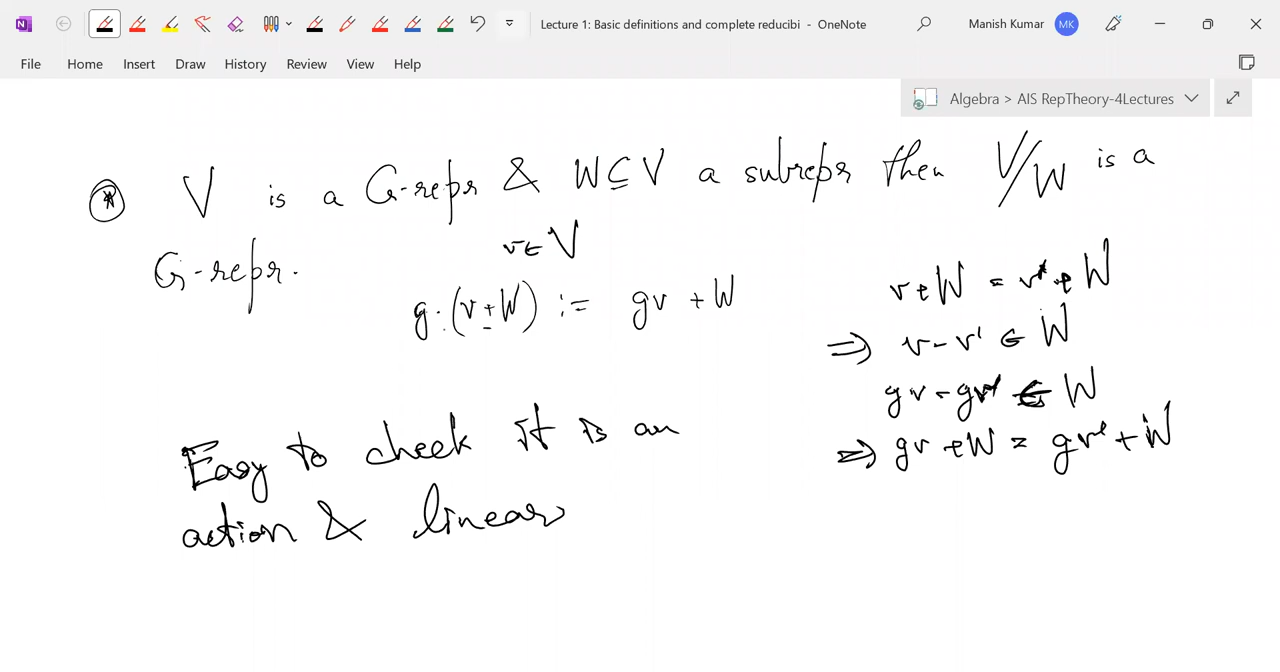 Lecture 1: Basic definitions and complete reducibi - OneNote
Manish Kumar MK
File Home Insert Draw History Review View Help
Algebra > AIS RepTheory-4Lectures
* V is a G-repr & W⊆V a subrepr then V/W is a
G-repr.
v∈V
g·(v+W) := gv + W
v+W = v'+W
⇒ v-v' ∈ W
gv-gv' ∈ W
⇒ gv+W = gv'+W
Easy to check it is an
action & linear